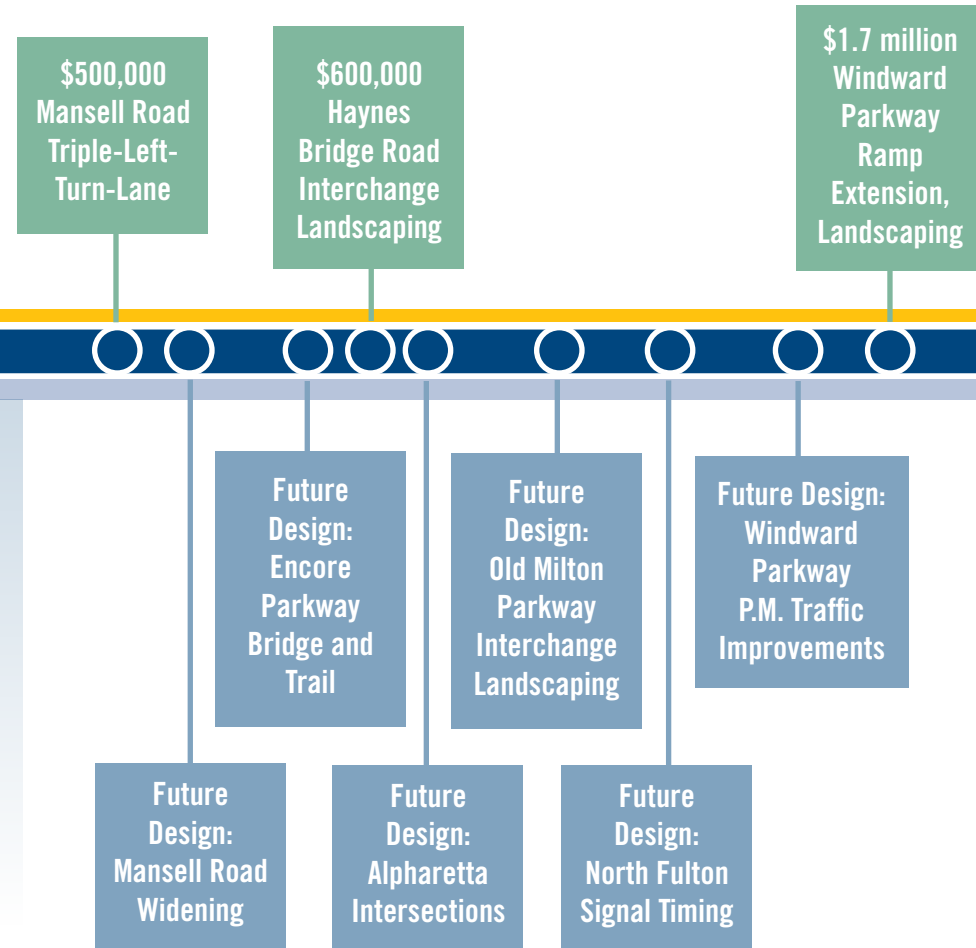 $500,000
Mansell Road
Triple-Left-
Turn-Lane
$600,000
Haynes
Bridge Road
Interchange
Landscaping
$1.7 million
Windward
Parkway
Ramp
Extension,
Landscaping
Future
Design:
Encore
Parkway
Bridge and
Trail
Future
Design:
Old Milton
Parkway
Interchange
Landscaping
Future Design:
Windward
Parkway
P.M. Traffic
Improvements
Future
Design:
Mansell Road
Widening
Future
Design:
Alpharetta
Intersections
Future
Design:
North Fulton
Signal Timing